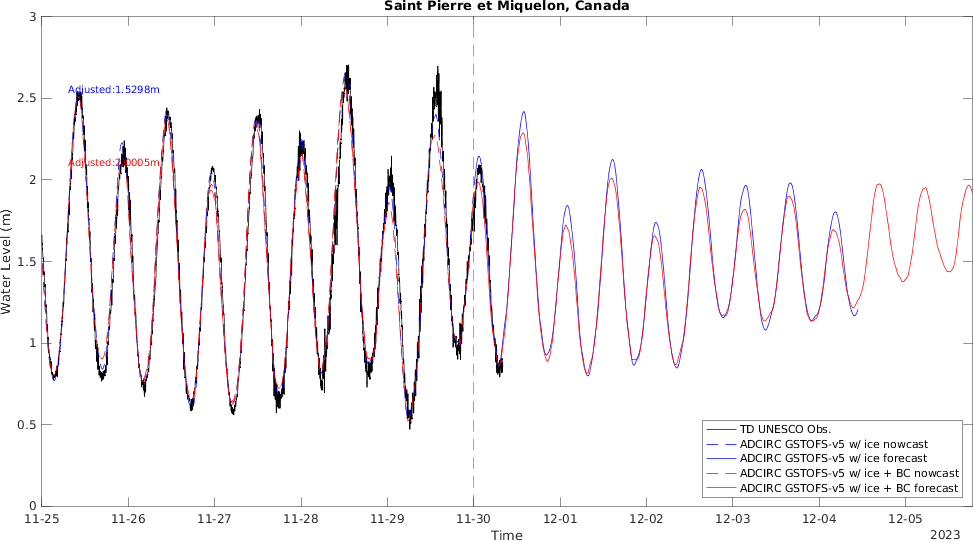 Saint Pierre et Miquelon, Canada
3
2.5
2
1.5
1
0.5
0
Water Level (m)
Adjusted:1.5298m
Adjusted:2.0005m
TD UNESCO Obs.
ADCIRC GSTOFS-v5 w/ ice nowcast
ADCIRC GSTOFS-v5 w/ ice forecast
ADCIRC GSTOFS-v5 w/ ice + BC nowcast
ADCIRC GSTOFS-v5 w/ ice + BC forecast
11-25 11-26 11-27 11-28 11-29 11-30 12-01 12-02 12-03 12-04 12-05
Time
2023